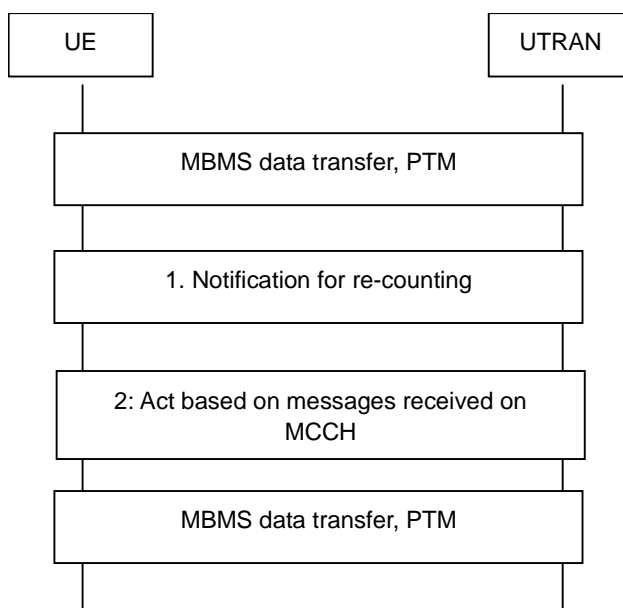 UE
UTRAN
MBMS data transfer, PTM
1. Notification for re-counting
2: Act based on messages received on
MCCH
MBMS data transfer, PTM